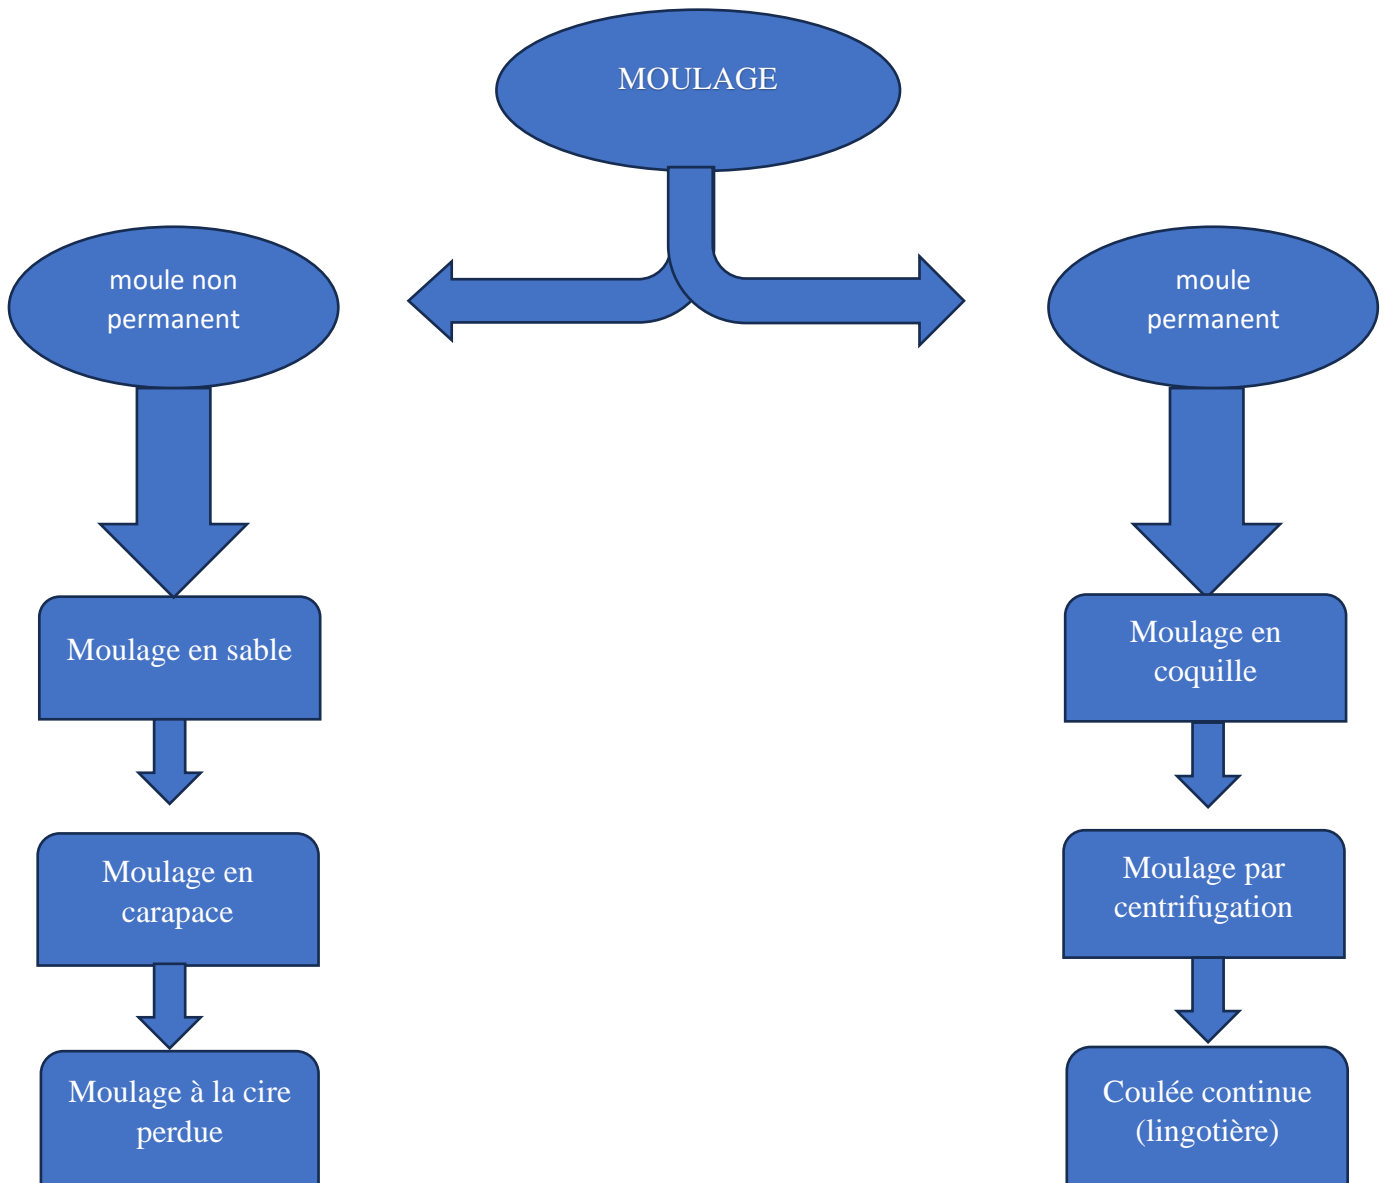 MOULAGE
moule non
permanent
moule
permanent
Moulage en sable
Moulage en
coquille
Moulage en
carapace
Moulage par
centrifugation
Moulage à la cire
perdue
Coulée continue
(lingotière)